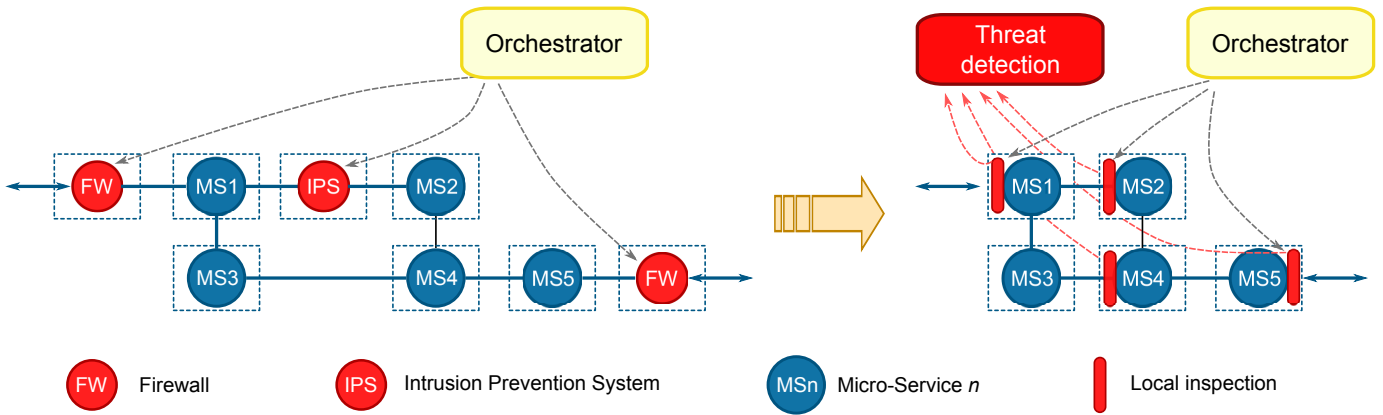 Orchestrator
Threat
detection
Orchestrator
FW
MS1
IPS
MS2
MS1
MS2
MS3
MS4
MS5
FW
MS3
MS4
MS5
FW
Firewall
IPS
Intrusion Prevention System
MSn
Micro-Service n
Local inspection